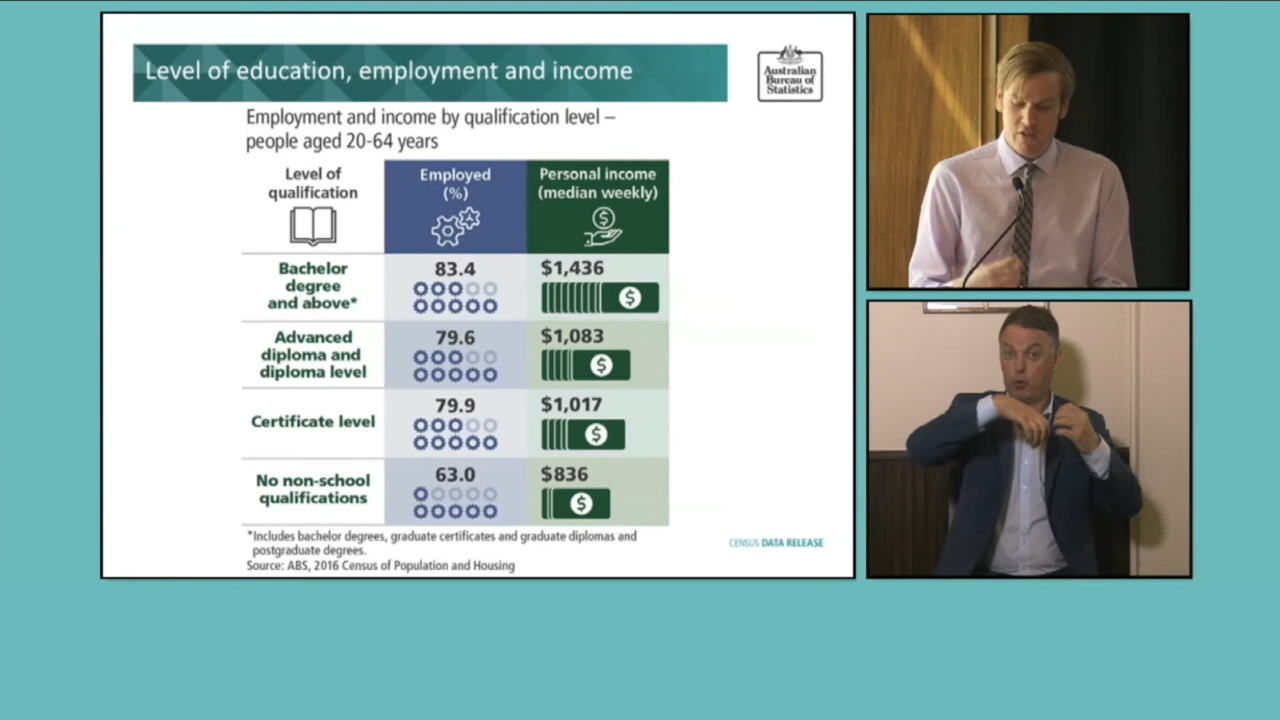 Level of education, employment and income
Australian
Bureau of
Statistics
Employment and income by qualification level –
people aged 20-64 years
Level of
qualification
Employed
(%)
Personal income
(median weekly)
Bachelor
degree
and above*
83.4
$1,436
Advanced
diploma and
diploma level
79.6
$1,083
Certificate level
79.9
$1,017
No non-school
qualifications
63.0
$836
*Includes bachelor degrees, graduate certificates and graduate diplomas and
postgraduate degrees.
Source: ABS, 2016 Census of Population and Housing
CENSUS DATA RELEASE